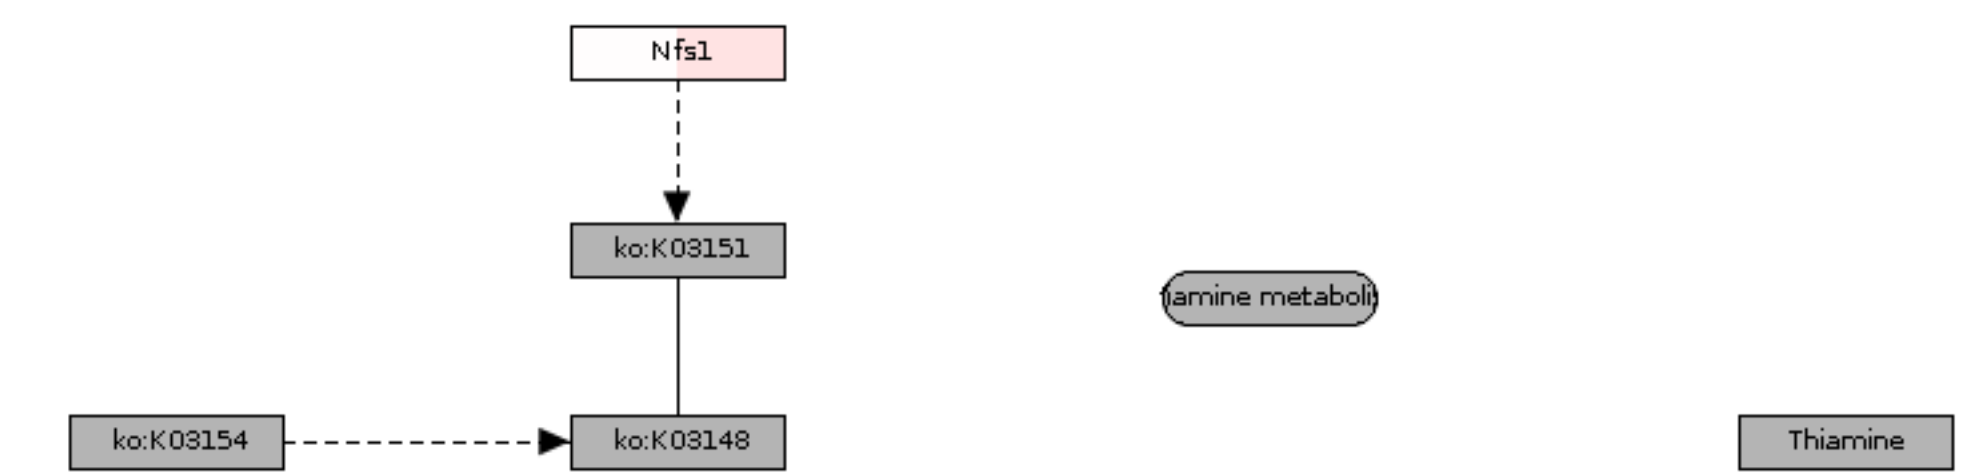 Nfs1
ko:K03151
iamine metaboli
ko:K03154
ko:K03148
Thiamine